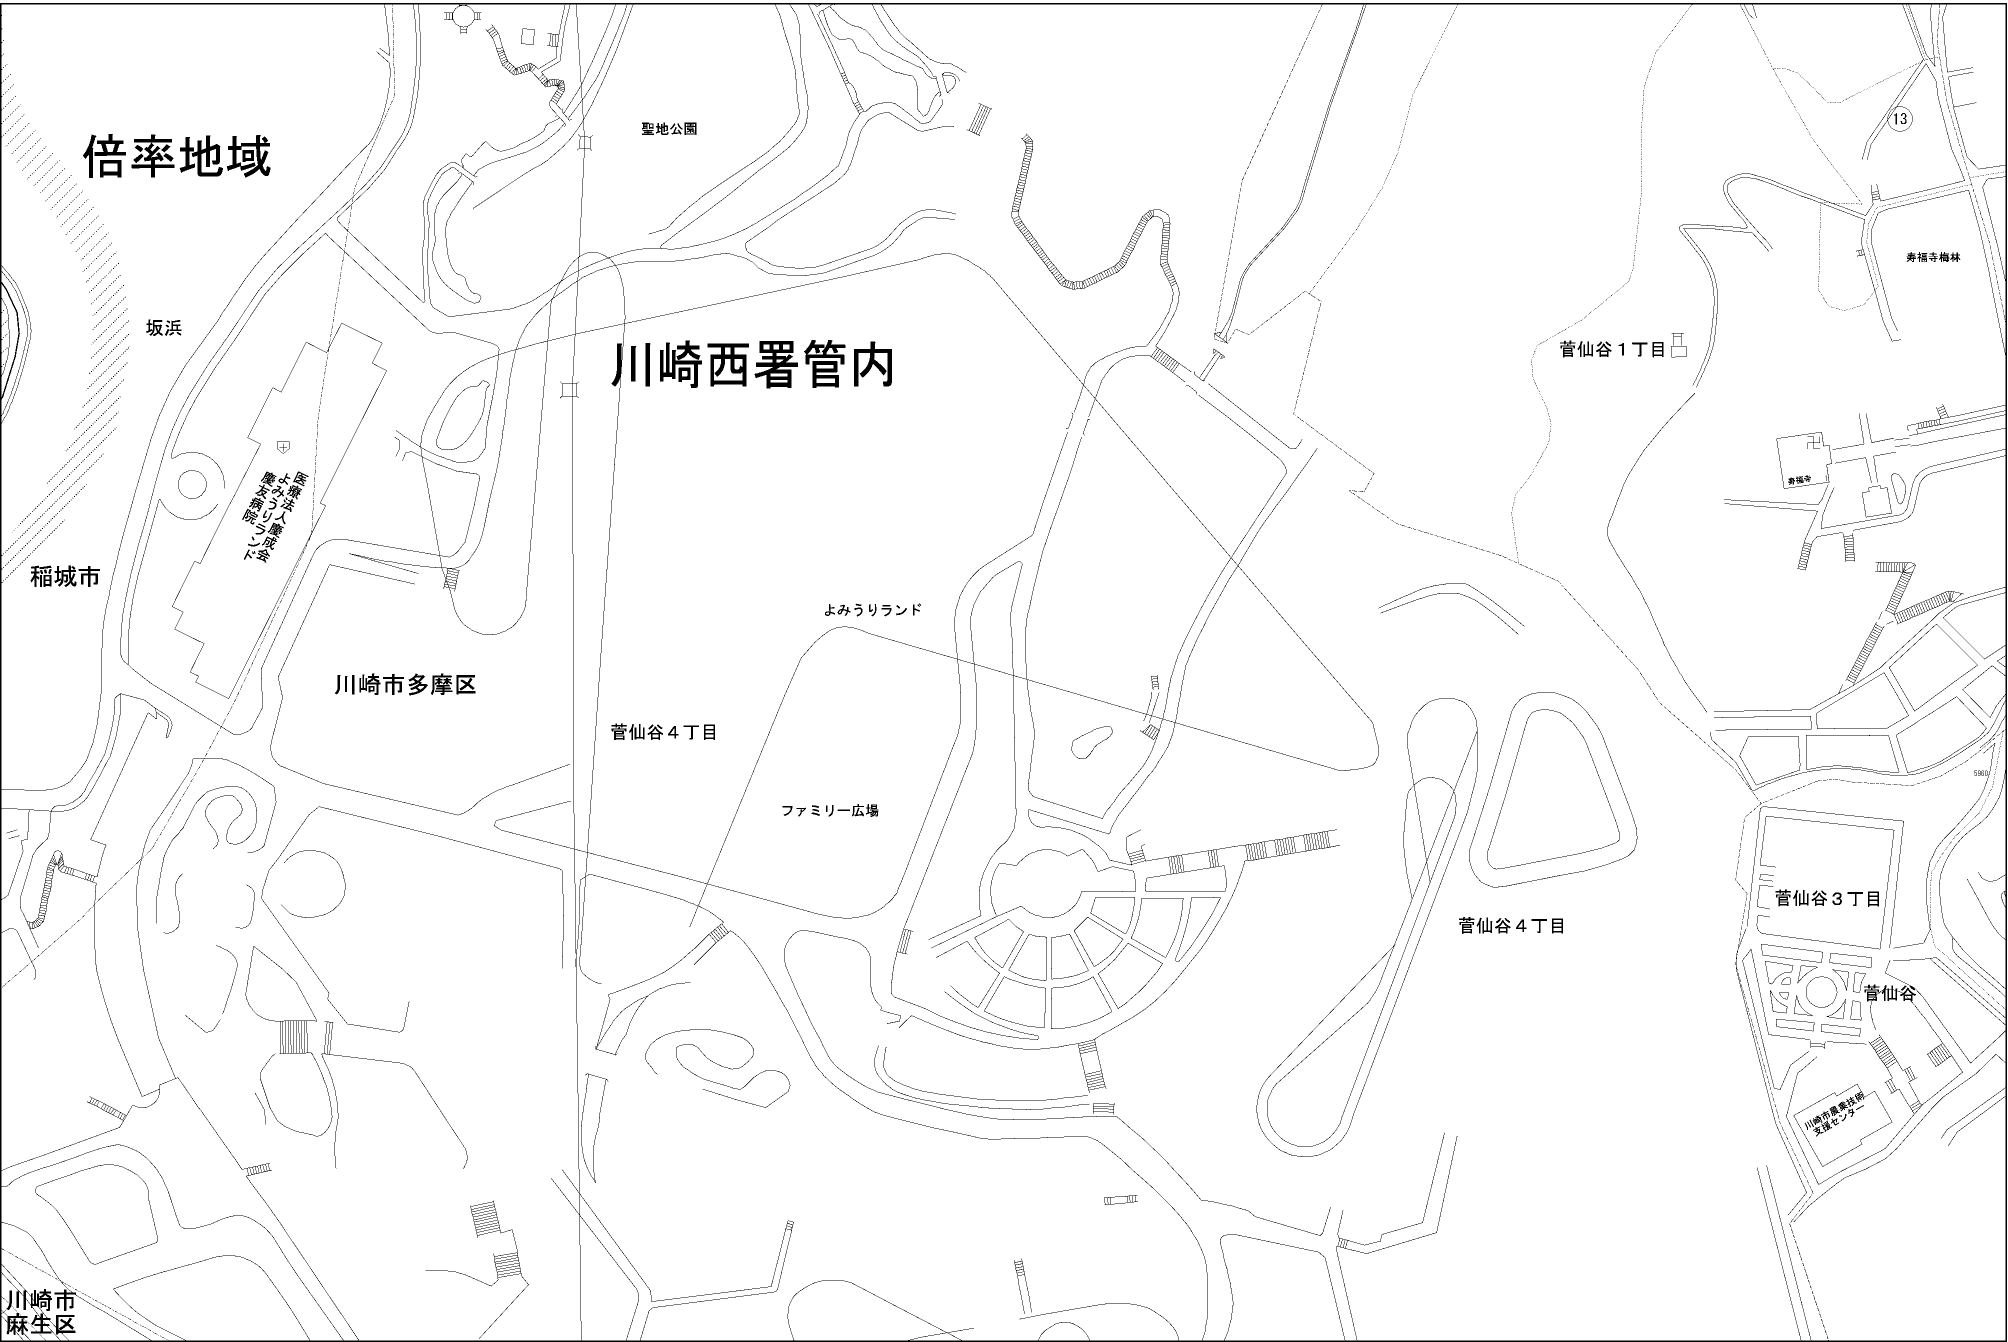 聖地公園
13
倍率地域
寿福寺梅林
坂浜
川崎西署管内
菅仙谷１丁目
寿福寺
医療法人慶成会
よみうりランド
慶友病院
稲城市
よみうりランド
川崎市多摩区
菅仙谷４丁目
5960
ファミリー広場
菅仙谷３丁目
菅仙谷４丁目
菅仙谷
川崎市農業技術
支援センター
川崎市
麻生区